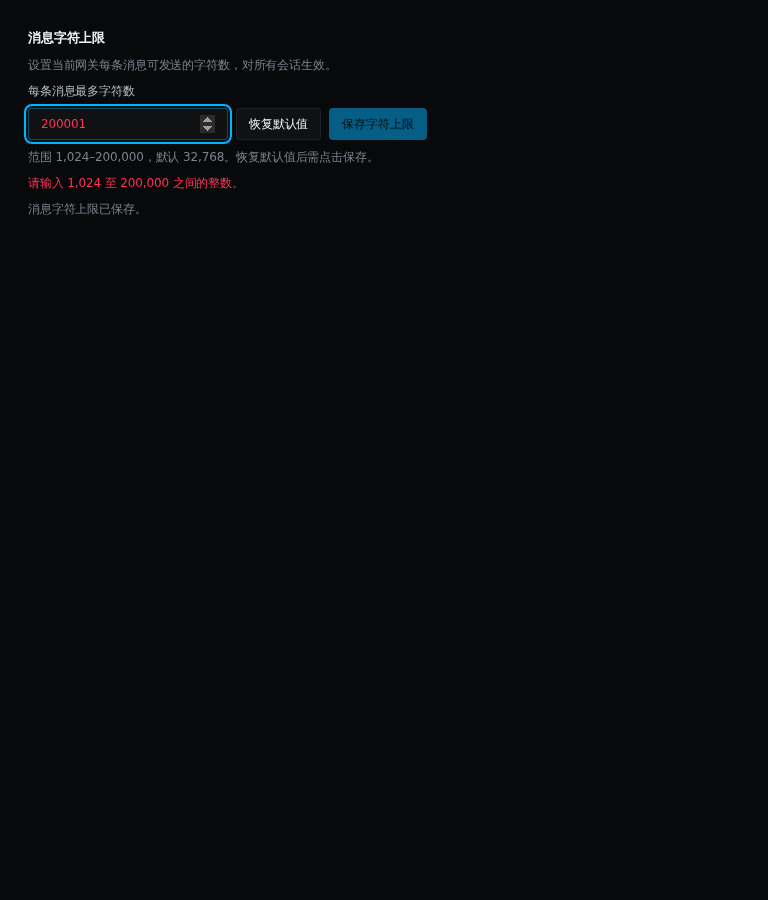 消息字符上限
设置当前网关每条消息可发送的字符数，对所有会话生效。
每条消息最多字符数
200001 恢复默认值 保存字符上限
范围 1,024–200,000，默认 32,768。恢复默认值后需点击保存。
请输入 1,024 至 200,000 之间的整数。
消息字符上限已保存。